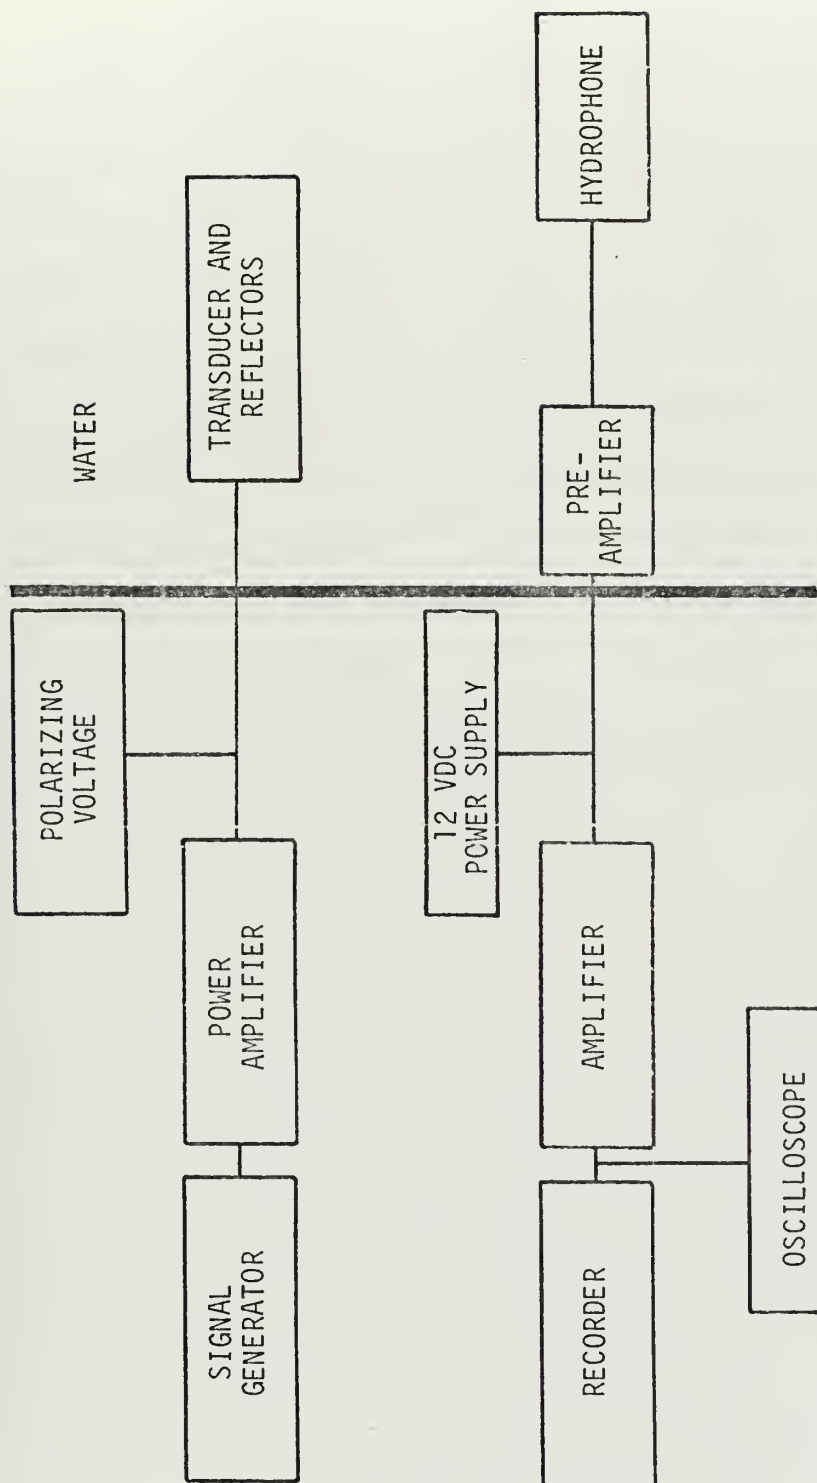 WATER
POLARIZING
VOLTAGE
SIGNAL
GENERATOR
POWER
AMPLIFIER
TRANSDUCER AND
REFLECTORS
12 VDC
POWER SUPPLY
RECORDER
AMPLIFIER
PRE-
AMPLIFIER
HYDROPHONE
OSCILLOSCOPE